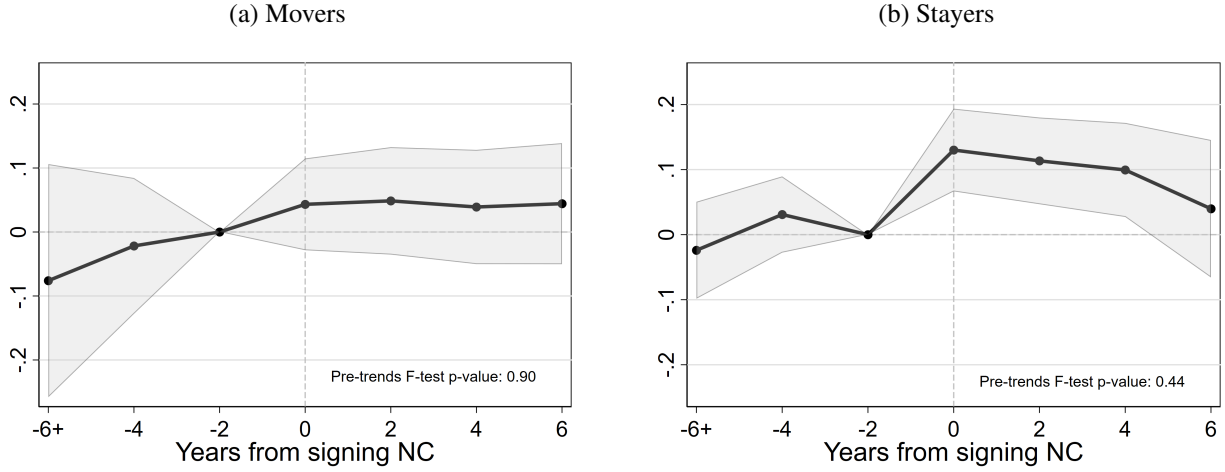 (a) Movers
.2
.1
0
-.1
-.2
Pre-trends F-test p-value: 0.90
-6+ -4 -2 0 2 4 6
Years from signing NC
(b) Stayers
.2
.1
0
-.1
-.2
Pre-trends F-test p-value: 0.44
-6+ -4 -2 0 2 4 6
Years from signing NC